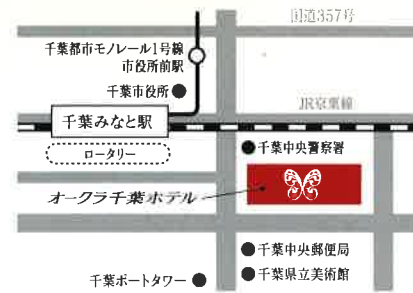 国道357号
千葉都市モノレール1号線
市役所前駅
千葉市役所
JR京葉線
千葉みなと駅
ロータリー
千葉中央警察署
オークラ千葉ホテル
千葉中央郵便局
千葉県立美術館
千葉ポートタワー